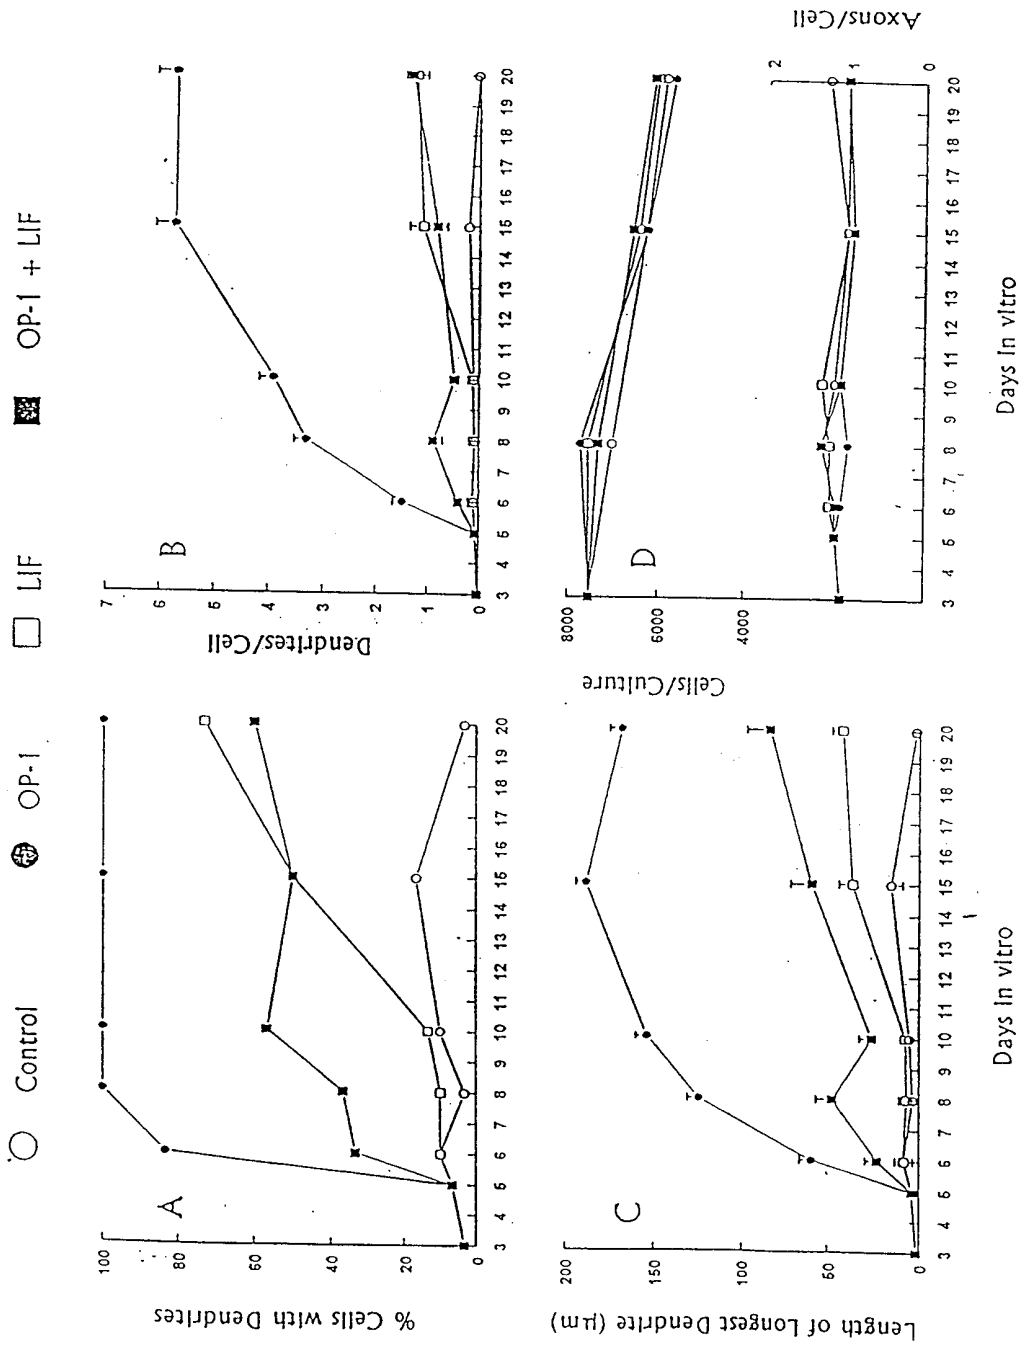 Control
OP-1
LIF
OP-1 + LIF
A
% Cells with Dendrites
100
80
60
40
20
0
3 4 5 6 7 8 9 10 11 12 13 14 15 16 17 18 19 20
B
Dendrites/Cell
7
6
5
4
3
2
1
0
3 4 5 6 7 8 9 10 11 12 13 14 15 16 17 18 19 20
C
Length of Longest Dendrite (μm)
200
150
100
50
0
3 4 5 6 7 8 9 10 11 12 13 14 15 16 17 18 19 20
Days in vitro
D
Cells/Culture
8000
6000
4000
Axons/Cell
2
1
0
3 4 5 6 7 8 9 10 11 12 13 14 15 16 17 18 19 20
Days in vitro